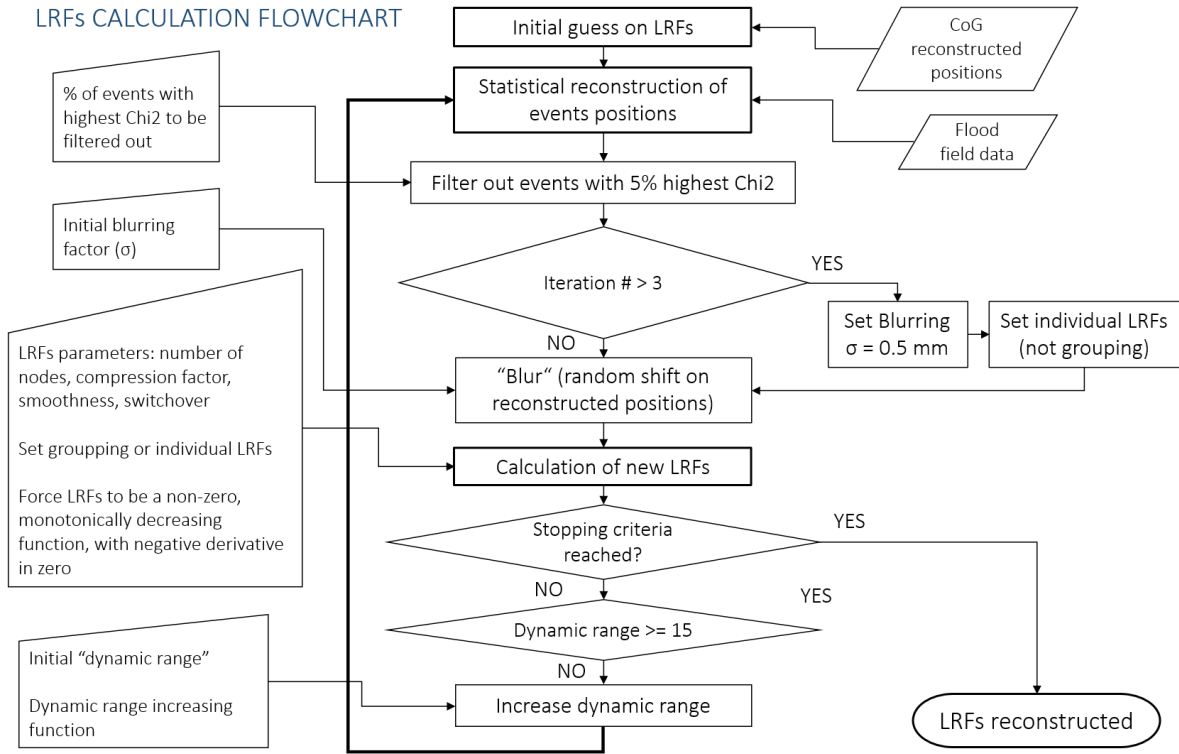 LRFs CALCULATION FLOWCHART
Initial guess on LRFs
CoG
reconstructed
positions
% of events with
highest Chi2 to be
filtered out
Statistical reconstruction of
events positions
Flood
field data
Filter out events with 5% highest Chi2
Initial blurring
factor (σ)
Iteration # > 3
YES
NO
Set Blurring
σ = 0.5 mm
Set individual LRFs
(not grouping)
LRFs parameters: number of
nodes, compression factor,
smoothness, switchover
Set groupping or individual LRFs
Force LRFs to be a non-zero,
monotonically decreasing
function, with negative derivative
in zero
“Blur“ (random shift on
reconstructed positions)
Calculation of new LRFs
Stopping criteria
reached?
YES
NO
Dynamic range >= 15
YES
NO
Initial “dynamic range”
Dynamic range increasing
function
Increase dynamic range
LRFs reconstructed